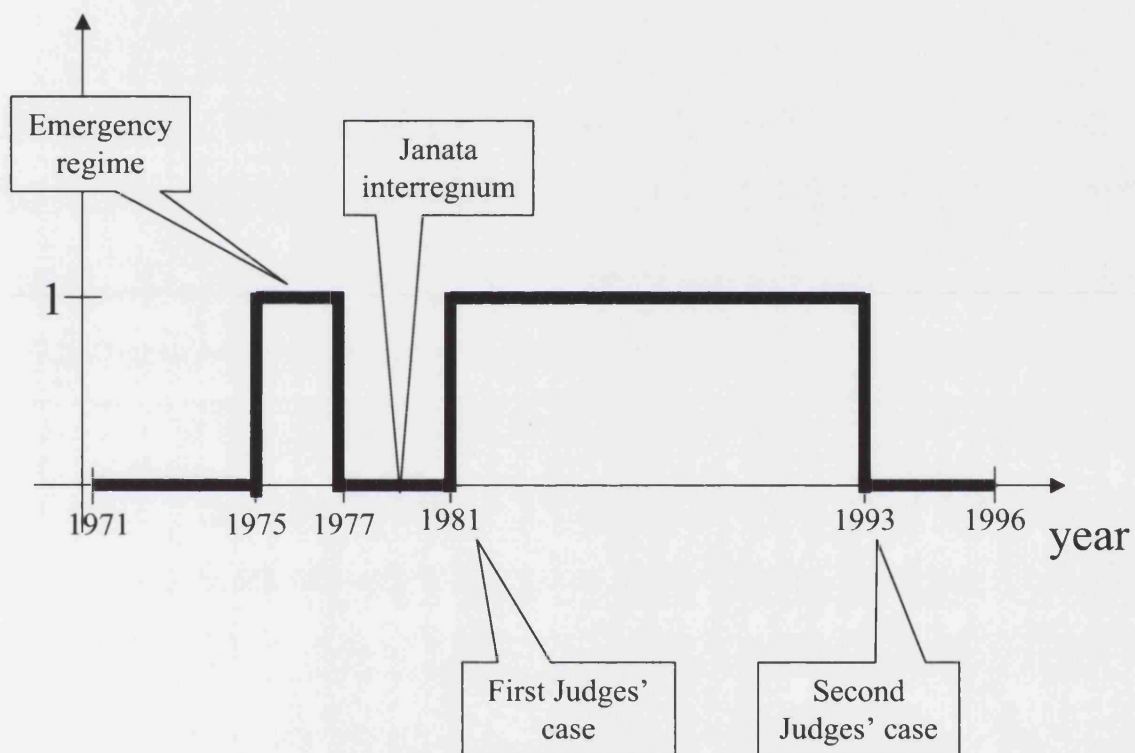 Emergency
regime
Janata
interregnum
1
1971
1975
1977
1981
1993
1996
year
First Judges'
case
Second
Judges' case